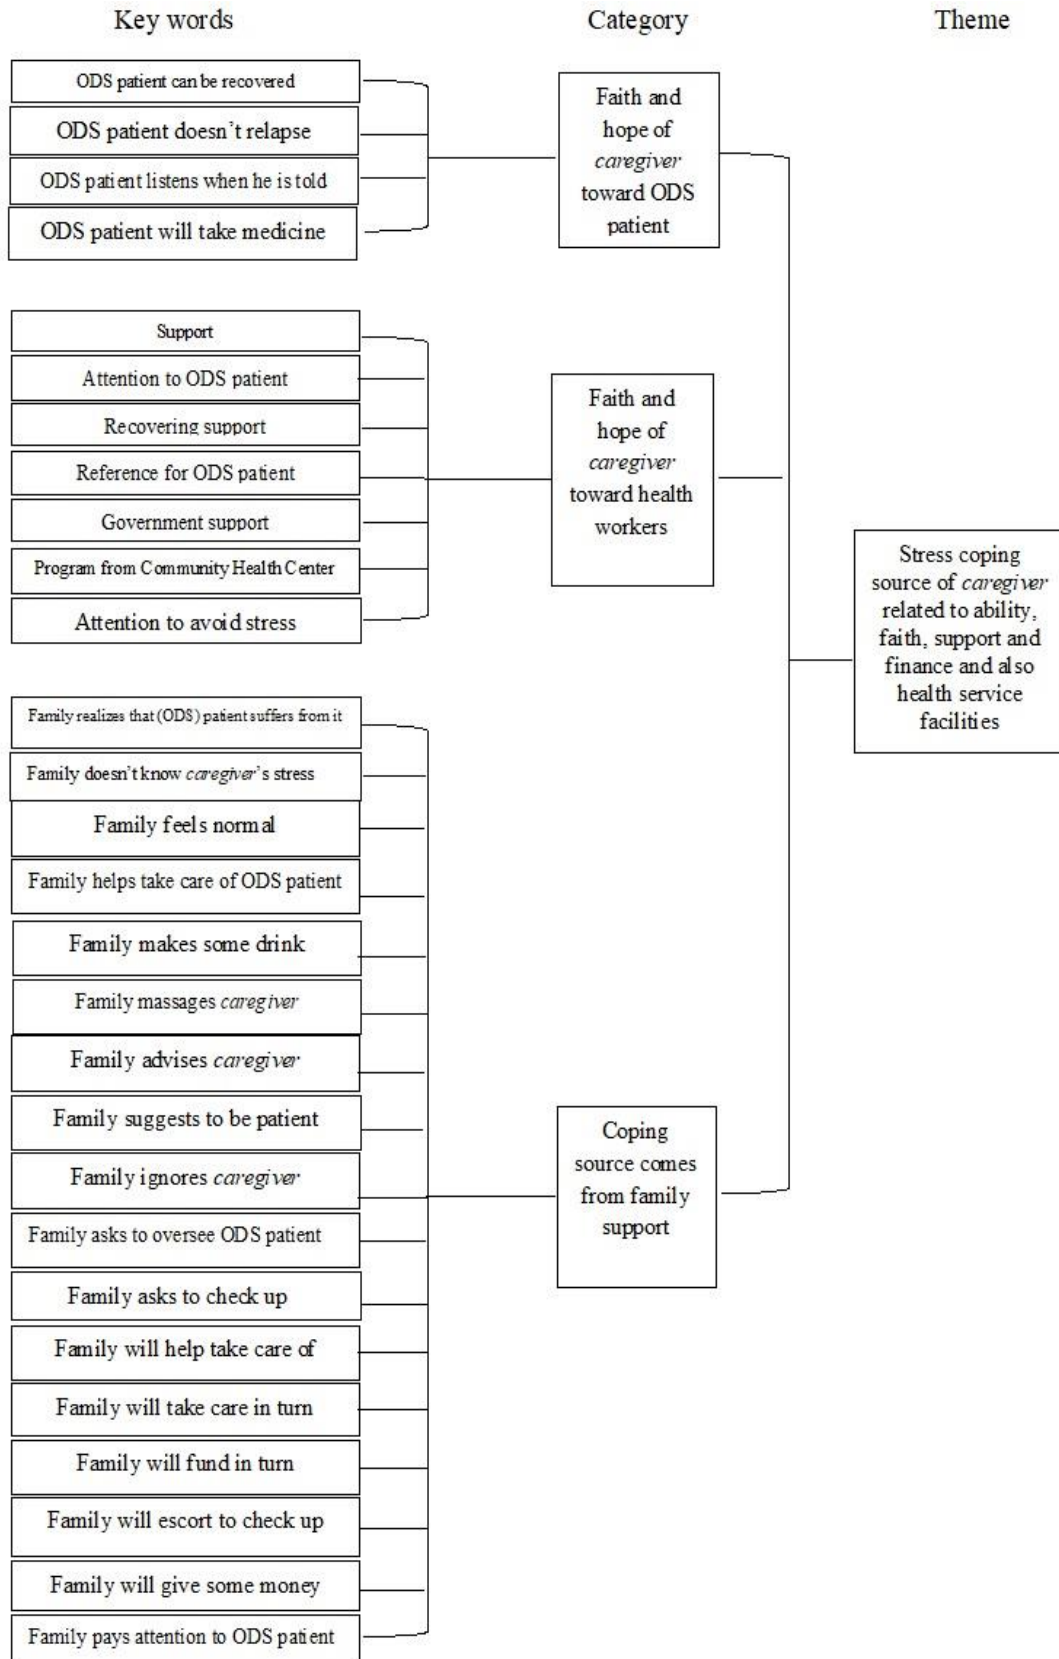 Key words
Category
Theme
ODS patient can be recovered
ODS patient doesn't relapse
ODS patient listens when he is told
ODS patient will take medicine
Faith and
hope of
caregiver
toward ODS
patient
Support
Attention to ODS patient
Recovering support
Reference for ODS patient
Government support
Program from Community Health Center
Attention to avoid stress
Faith and
hope of
caregiver
toward health
workers
Stress coping
source of caregiver
related to ability,
faith, support and
finance and also
health service
facilities
Family realizes that (ODS) patient suffers from it
Family doesn't know caregiver's stress
Family feels normal
Family helps take care of ODS patient
Family makes some drink
Family massages caregiver
Family advises caregiver
Family suggests to be patient
Family ignores caregiver
Family asks to oversee ODS patient
Family asks to check up
Family will help take care of
Family will take care in turn
Family will fund in turn
Family will escort to check up
Family will give some money
Family pays attention to ODS patient
Coping
source comes
from family
support